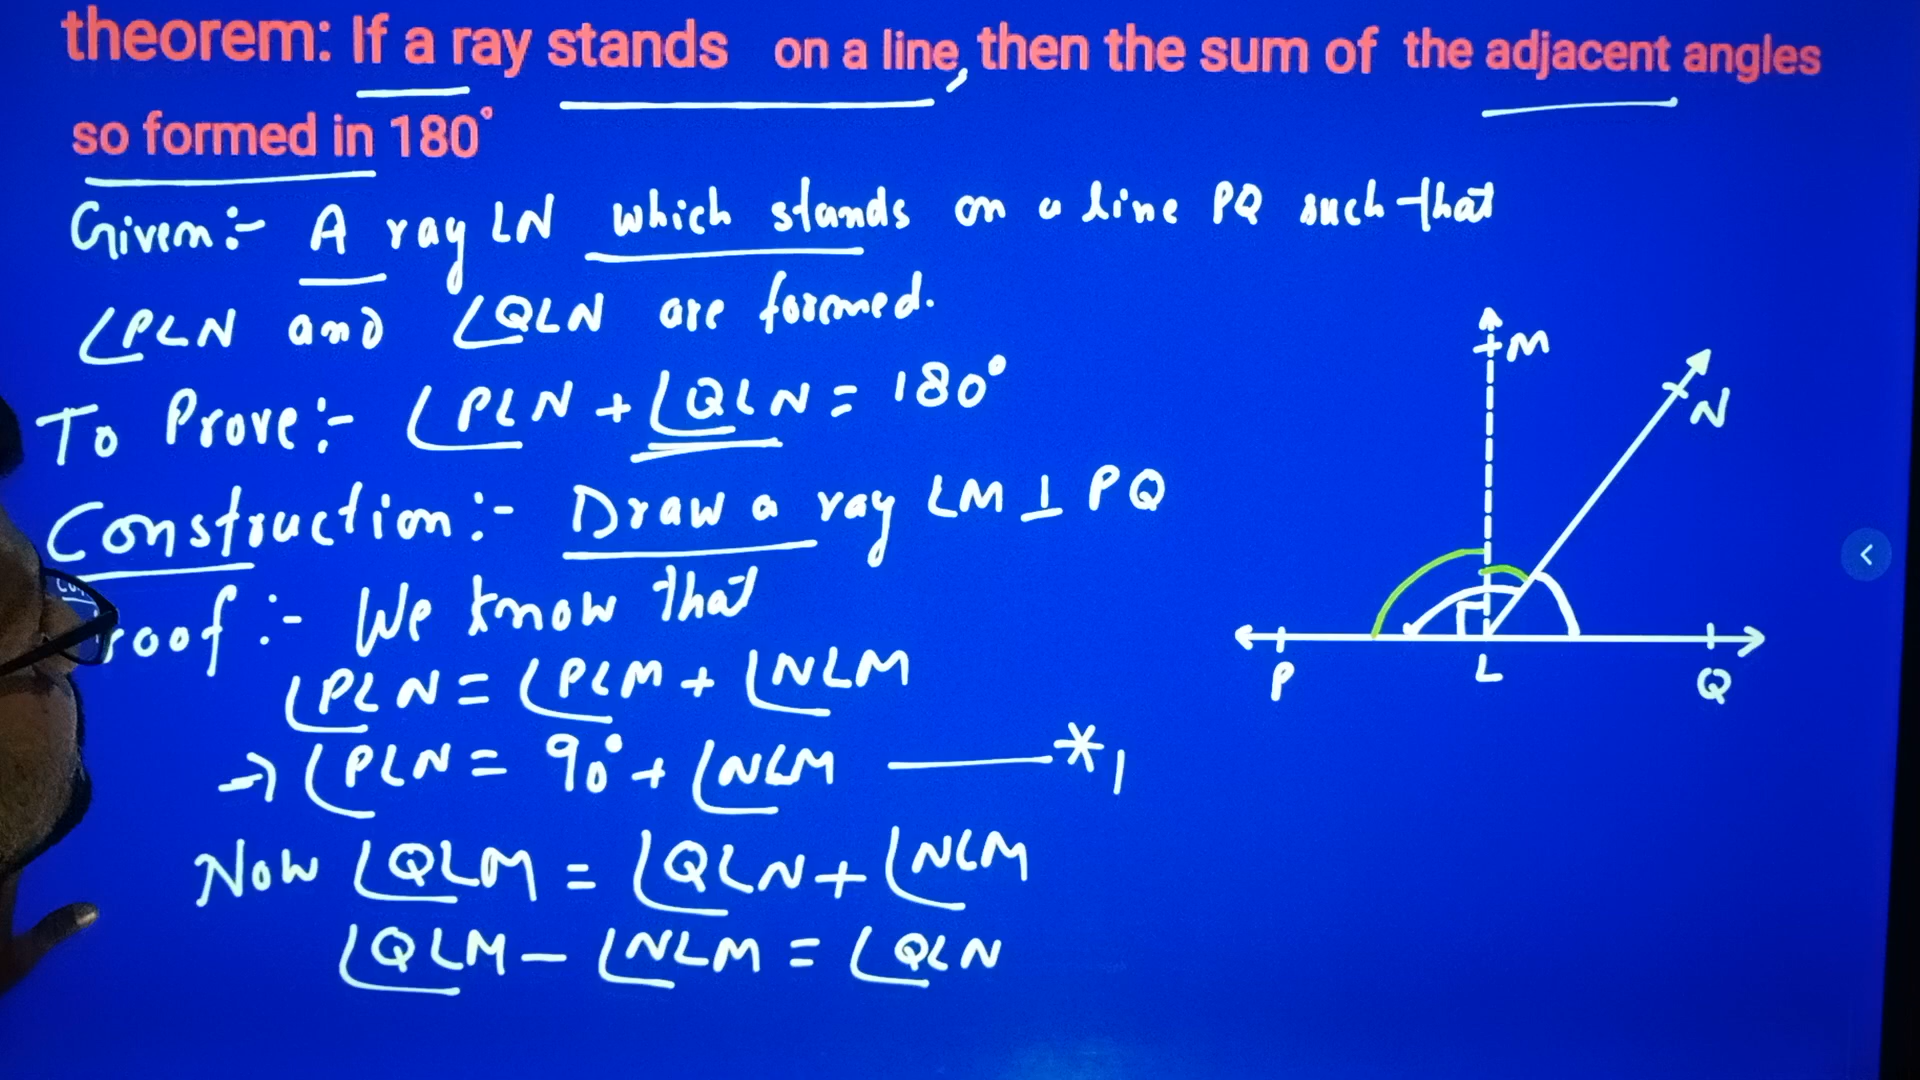 theorem: If a ray stands on a line, then the sum of the adjacent angles
so formed in 180°
Given:- A ray LN which stands on a line PQ such that
∠PLN and ∠QLN are formed.
To Prove:- ∠PLN + ∠QLN = 180°
Construction:- Draw a ray LM ⊥ PQ
roof:- We know that
∠PLN = ∠PLM + ∠NLM
→ ∠PLN = 90° + ∠NLM —— *1
Now ∠QLM = ∠QLN + ∠NLM
∠QLM - ∠NLM = ∠QLN
M
N
P
L
Q